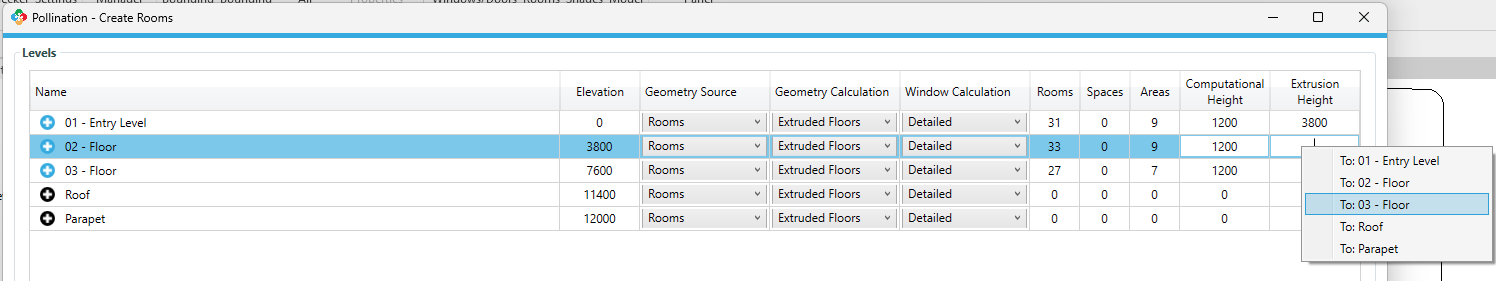 Pollination - Create Rooms
Levels
Name Elevation Geometry Source Geometry Calculation Window Calculation Rooms Spaces Areas Computational Height Extrusion Height
01 - Entry Level 0 Rooms Extruded Floors Detailed 31 0 9 1200 3800
02 - Floor 3800 Rooms Extruded Floors Detailed 33 0 9 1200
03 - Floor 7600 Rooms Extruded Floors Detailed 27 0 7 1200
Roof 11400 Rooms Extruded Floors Detailed 0 0 0 0
Parapet 12000 Rooms Extruded Floors Detailed 0 0 0 0
To: 01 - Entry Level
To: 02 - Floor
To: 03 - Floor
To: Roof
To: Parapet